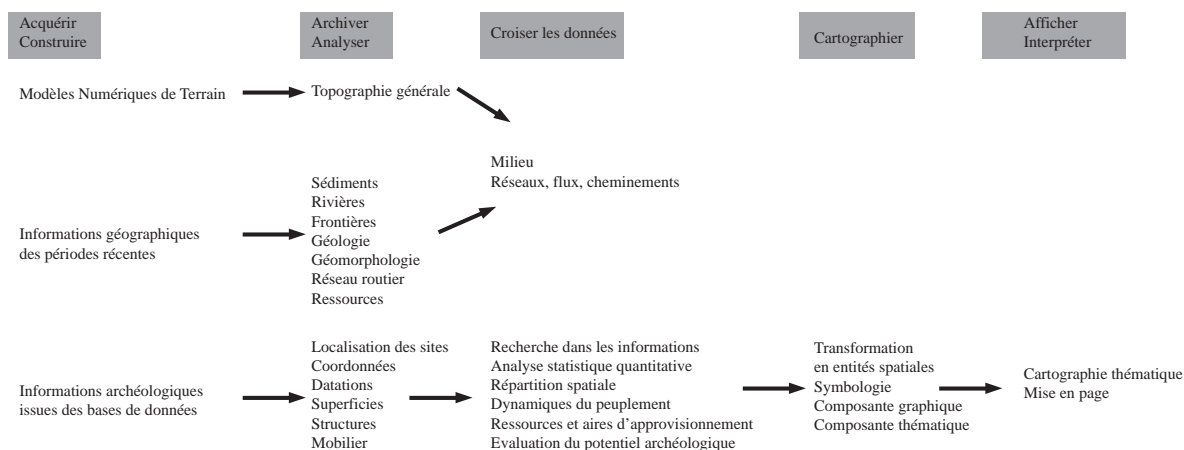 Acquérir
Construire
Archiver
Analyser
Croiser les données
Cartographier
Afficher
Interpréter
Modèles Numériques de Terrain
Topographie générale
Milieu
Réseaux, flux, cheminements
Informations géographiques
des périodes récentes
Sédiments
Rivières
Frontières
Géologie
Géomorphologie
Réseau routier
Ressources
Informations archéologiques
issues des bases de données
Localisation des sites
Coordonnées
Datations
Superficies
Structures
Mobilier
Recherche dans les informations
Analyse statistique quantitative
Répartition spatiale
Dynamiques du peuplement
Ressources et aires d'approvisionnement
Evaluation du potentiel archéologique
Transformation
en entités spatiales
Symbologie
Composante graphique
Composante thématique
Cartographie thématique
Mise en page